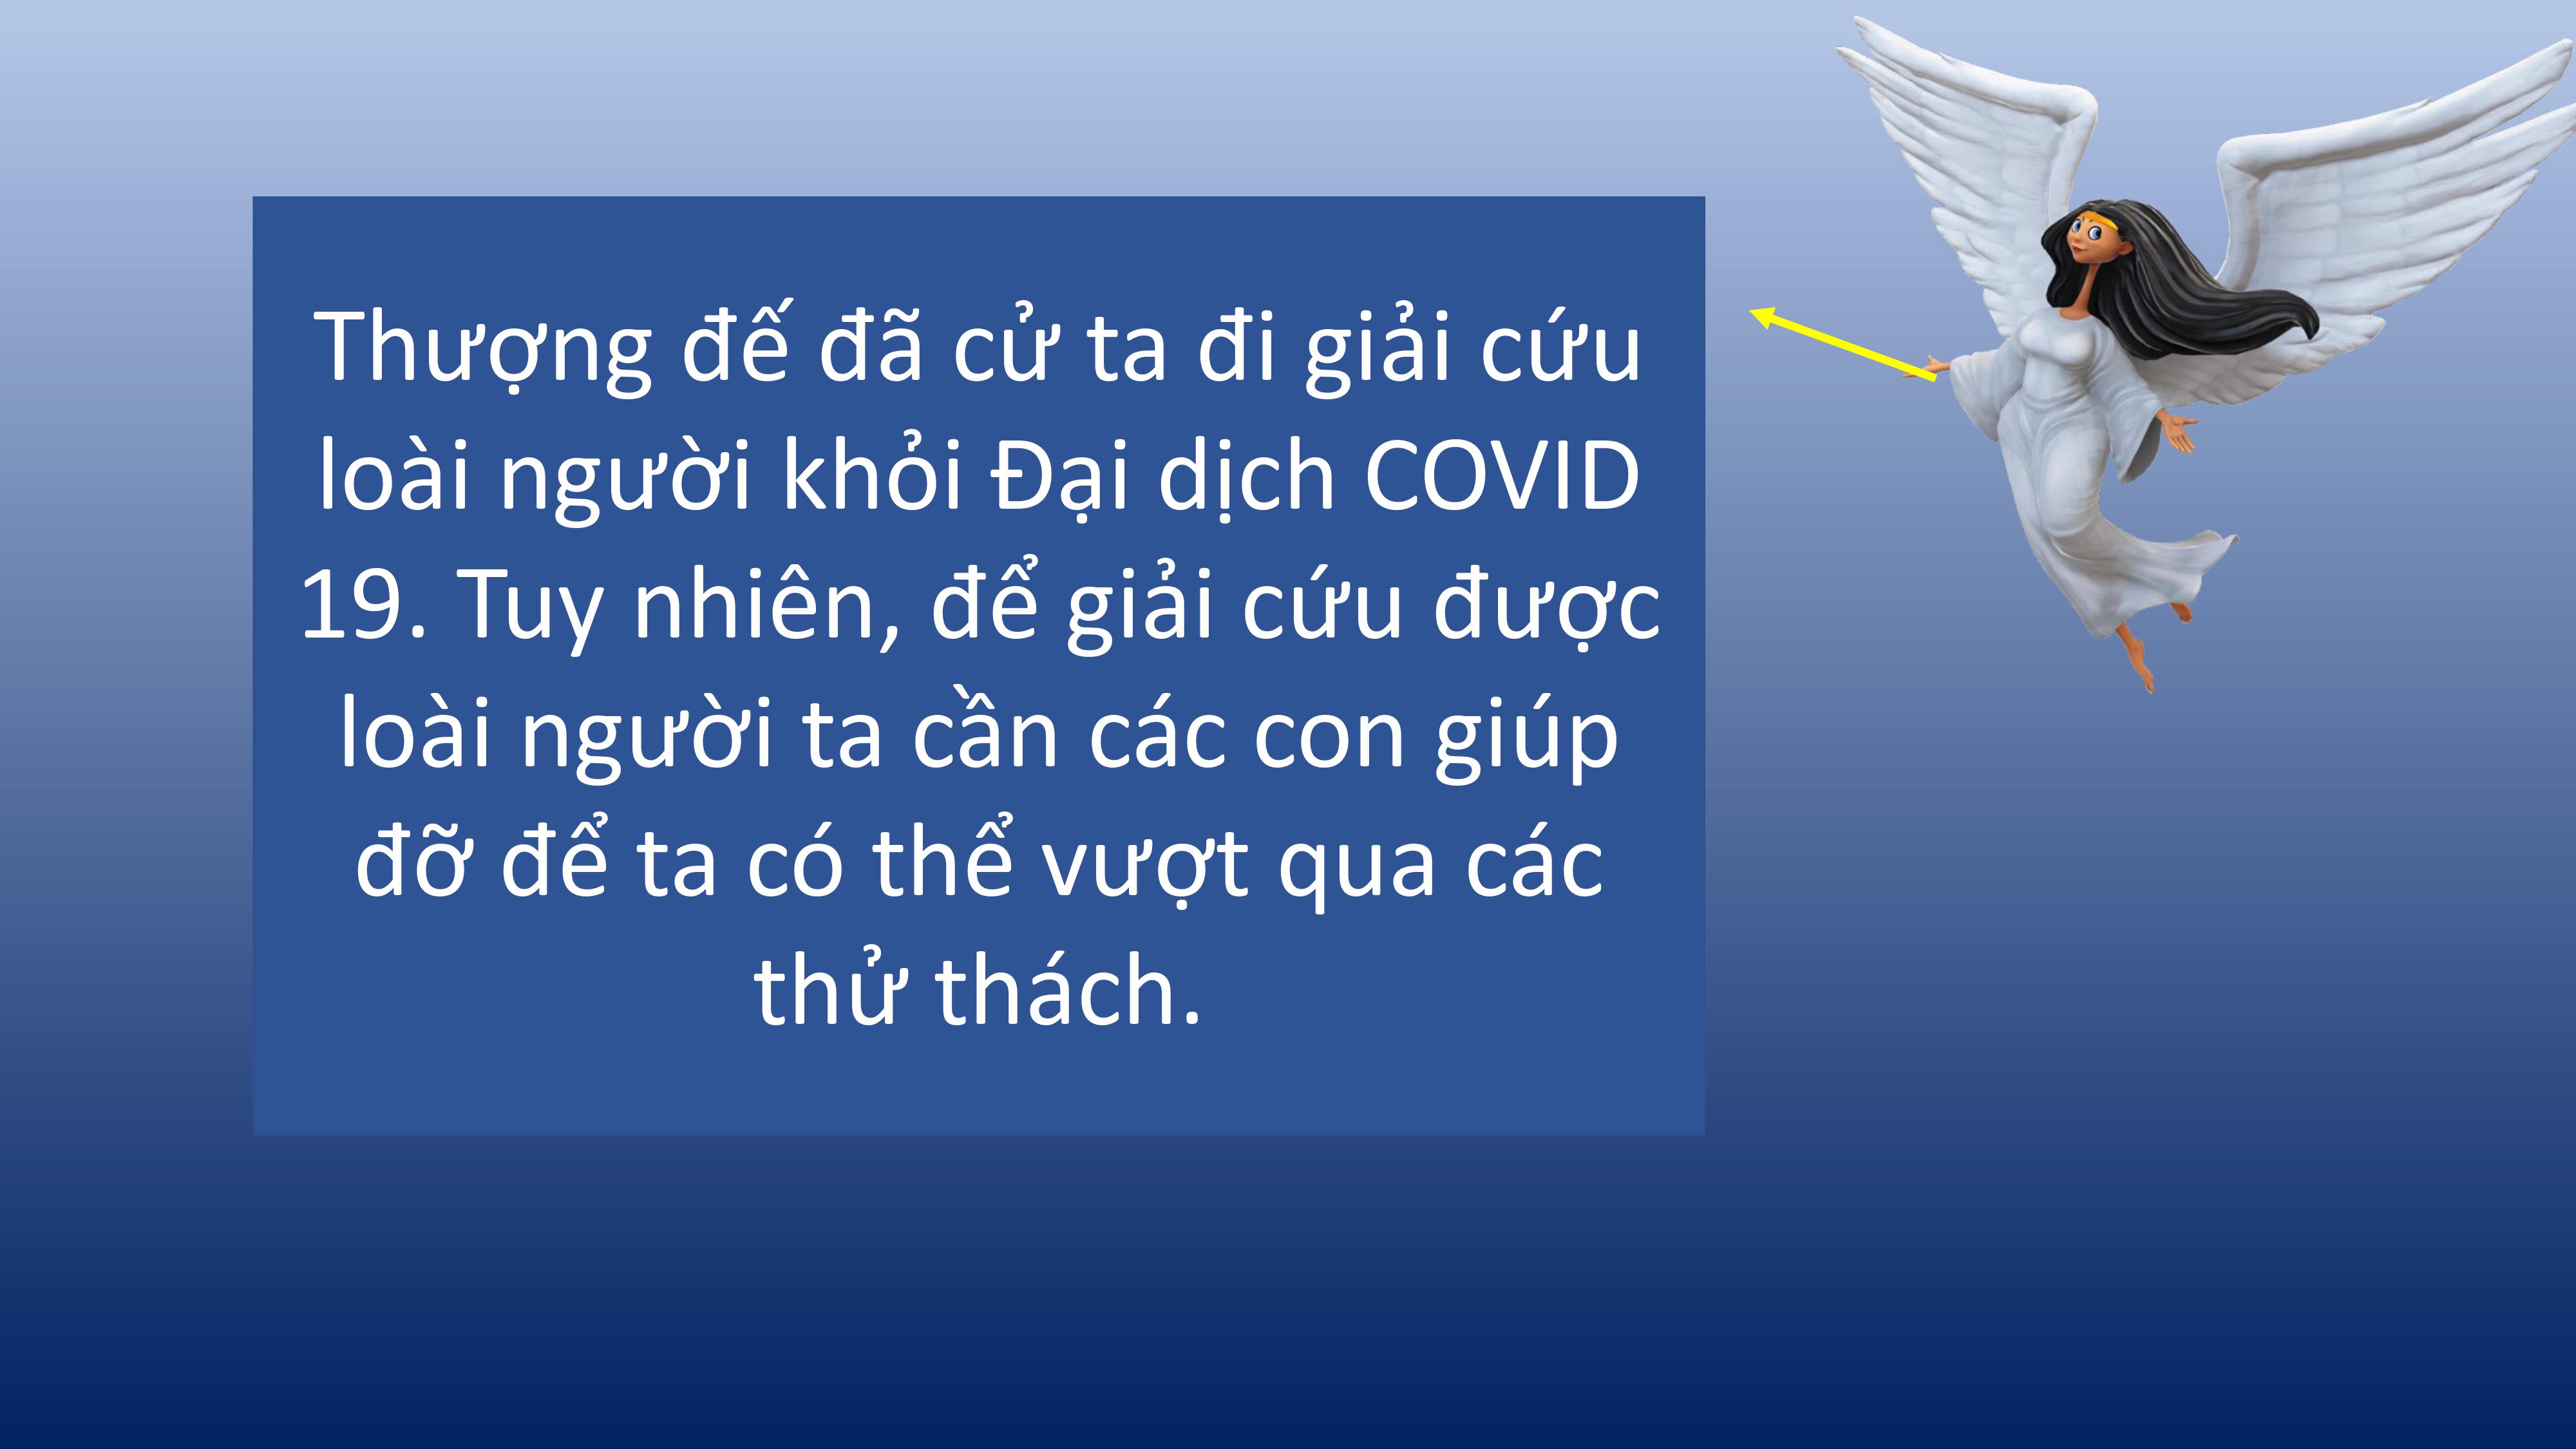 Thượng đế đã cử ta đi giải cứu
loài người khỏi Đại dịch COVID
19. Tuy nhiên, để giải cứu được
loài người ta cần các con giúp
đỡ để ta có thể vượt qua các
thử thách.